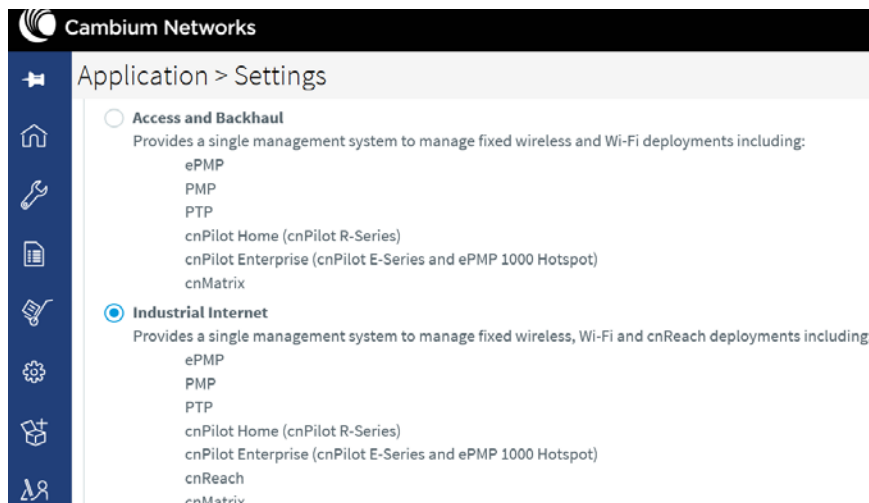 Cambium Networks
Application > Settings
Access and Backhaul
Provides a single management system to manage fixed wireless and Wi-Fi deployments including:
ePMP
PMP
PTP
cnPilot Home (cnPilot R-Series)
cnPilot Enterprise (cnPilot E-Series and ePMP 1000 Hotspot)
cnMatrix
Industrial Internet
Provides a single management system to manage fixed wireless, Wi-Fi and cnReach deployments including
ePMP
PMP
PTP
cnPilot Home (cnPilot R-Series)
cnPilot Enterprise (cnPilot E-Series and ePMP 1000 Hotspot)
cnReach
cnMatrix